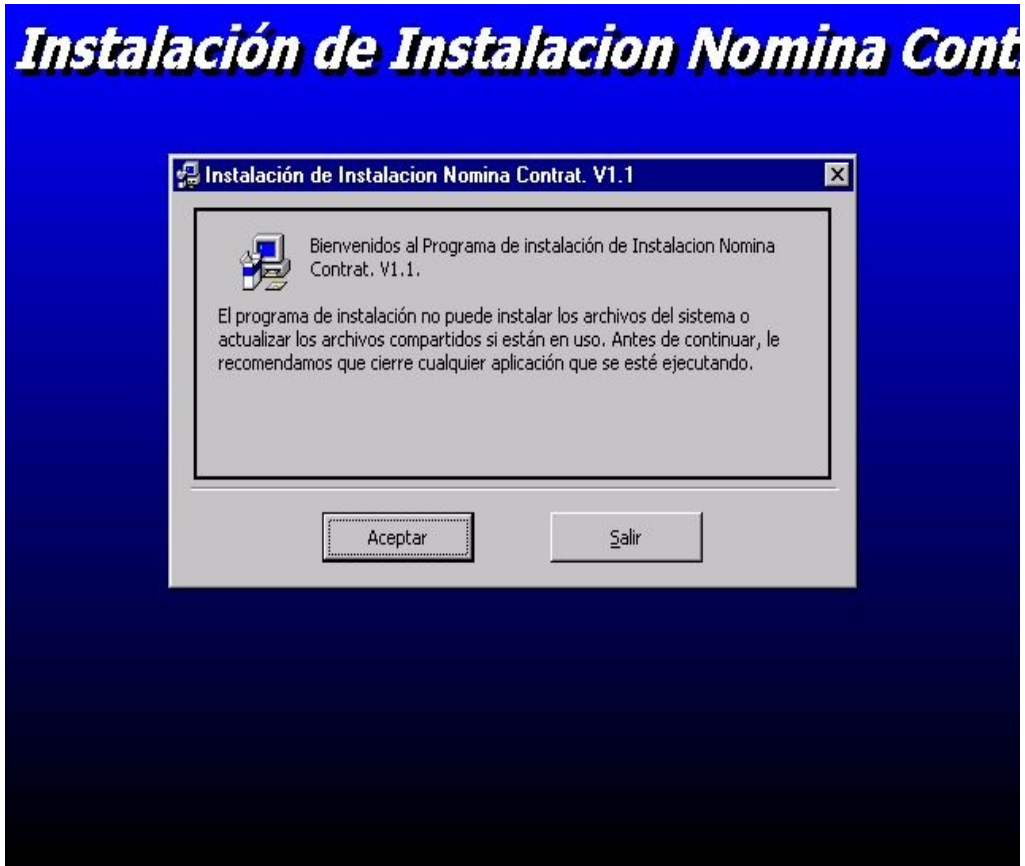 Instalación de Instalacion Nomina Cont
Instalación de Instalacion Nomina Contrat. V1.1
Bienvenidos al Programa de instalación de Instalacion Nomina
Contrat. V1.1.
El programa de instalación no puede instalar los archivos del sistema o
actualizar los archivos compartidos si están en uso. Antes de continuar, le
recomendamos que cierre cualquier aplicación que se esté ejecutando.
Aceptar
Salir